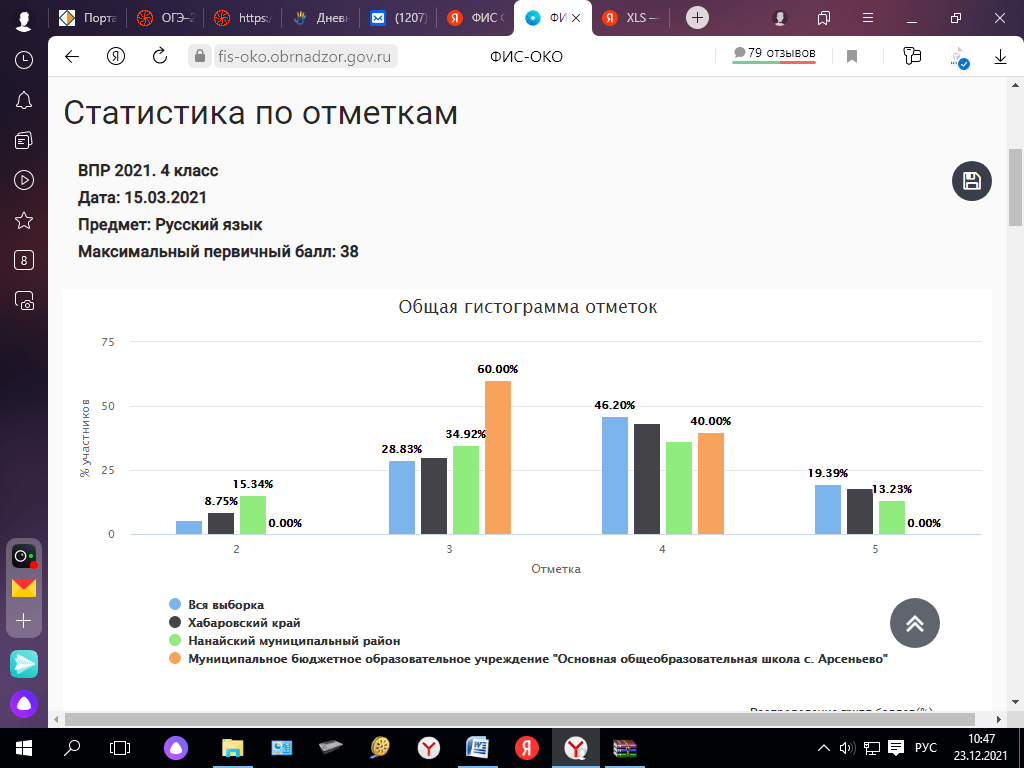 Порта
ОГЭ-2
https:
Дневн
(1207)
ФИС О
ФИ
XLS —
fis-oko.obrnadzor.gov.ru
ФИС-ОКО
79 отзывов
Статистика по отметкам
ВПР 2021. 4 класс
Дата: 15.03.2021
Предмет: Русский язык
Максимальный первичный балл: 38
8
Общая гистограмма отметок
% участников
75
50
25
0
8.75%
15.34%
0.00%
28.83%
34.92%
60.00%
46.20%
40.00%
19.39%
13.23%
0.00%
2
3
4
5
Отметка
Вся выборка
Хабаровский край
Нанайский муниципальный район
Муниципальное бюджетное образовательное учреждение "Основная общеобразовательная школа с. Арсеньево"
Распределение групп баллов(%)
РУС
10:47
23.12.2021